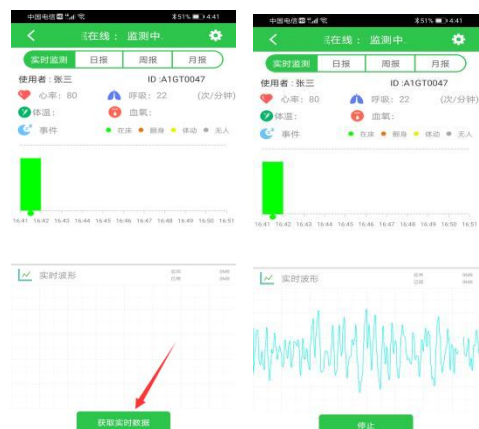 中国电信
51% 4:41
在线： 监测中.
实时监测 日报 周报 月报
使用者：张三 ID:A1GT0047
心率：80 呼吸：22 (次/分钟)
体温： 血氧：
事件 在床 翻身 体动 无人
16:41 16:42 16:43 16:44 16:45 16:46 16:47 16:48 16:49 16:50 16:51
实时波形
获取实时数据
中国电信
51% 4:41
在线： 监测中.
实时监测 日报 周报 月报
使用者：张三 ID:A1GT0047
心率：80 呼吸：22 (次/分钟)
体温： 血氧：
事件 在床 翻身 体动 无人
16:41 16:42 16:43 16:44 16:45 16:46 16:47 16:48 16:49 16:50 16:51
实时波形
停止